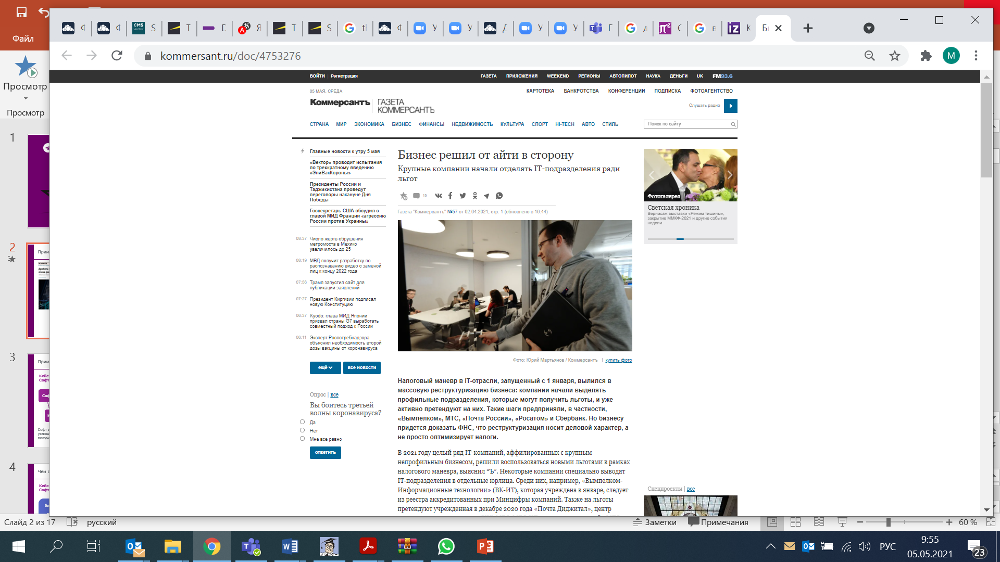 Файл
Просмотр
Просмотр
kommersant.ru/doc/4753276
M
ВОЙТИ | Регистрация
ГАЗЕТА ПРИЛОЖЕНИЯ WEEKEND РЕГИОНЫ АВТОПИЛОТ НАУКА ДЕНЬГИ UK FM93.6
05 МАЯ, СРЕДА
КАРТОТЕКА БАНКРОТСТВА КОНФЕРЕНЦИИ ПОДПИСКА ФОТОАГЕНТСТВО
Коммерсантъ
ГАЗЕТА
КОММЕРСАНТЪ
Слушать радио
СТРАНА МИР ЭКОНОМИКА БИЗНЕС ФИНАНСЫ НЕДВИЖИМОСТЬ КУЛЬТУРА СПОРТ HI-TECH АВТО СТИЛЬ
Поиск по сайту
Главные новости к утру 5 мая
«Вектор» проводит испытания
по трехкратному введению
«ЭпиВакКороны»
Президенты России и
Таджикистана проведут
переговоры накануне Дня
Победы
Госсекретарь США обсудил с
главой МИД Франции «агрессию
России против Украины»
08:37 Число жертв обрушения
метромоста в Мехико
увеличилось до 25
08:19 МВД получит разработку по
распознаванию видео с заменой
лиц к концу 2022 года
07:56 Трамп запустил сайт для
публикации заявлений
07:27 Президент Киргизии подписал
новую Конституцию
06:37 Kyodo: глава МИД Японии
призвал страны G7 выработать
совместный подход к России
06:11 Эксперт Роспотребнадзора
объяснил необходимость второй
дозы вакцины от коронавируса
ещё все новости
Опрос | все
Вы боитесь третьей
волны коронавируса?
Да
Нет
Мне все равно
ответить
Бизнес решил от айти в сторону
Крупные компании начали отделять IT-подразделения ради
льгот
15
Газета "Коммерсантъ" №57 от 02.04.2021, стр. 1 (обновлено в 16:44)
Фото: Юрий Мартьянов / Коммерсантъ | купить фото
Налоговый маневр в IT-отрасли, запущенный с 1 января, вылился в
массовую реструктуризацию бизнеса: компании начали выделять
профильные подразделения, которые могут получить льготы, и уже
активно претендуют на них. Такие шаги предприняли, в частности,
«Вымпелком», МТС, «Почта России», «Росатом» и Сбербанк. Но бизнесу
придется доказать ФНС, что реструктуризация носит деловой характер, а
не просто оптимизирует налоги.
В 2021 году целый ряд IT-компаний, аффилированных с крупным
непрофильным бизнесом, решили воспользоваться новыми льготами в рамках
налогового маневра, выяснил “Ъ”. Некоторые компании специально выводят
IT-подразделения в отдельные юрлица. Среди них, например, «Вымпелком-
Информационные технологии» (ВК-ИТ), которая учреждена в январе, следует
из реестра аккредитованных при Минцифры компаний. Также на льготы
претендуют учрежденная в декабре 2020 года «Почта Диджитал», центр
Фотогалерея
Светская хроника
Вернисаж выставки «Режим тишины»,
закрытие ММКФ-2021 и другие события
недели
Спецпроекты | все
1
2
3
4
Слайд 2 из 17 русский
Заметки Примечания 60 %
РУС
9:55
05.05.2021
23